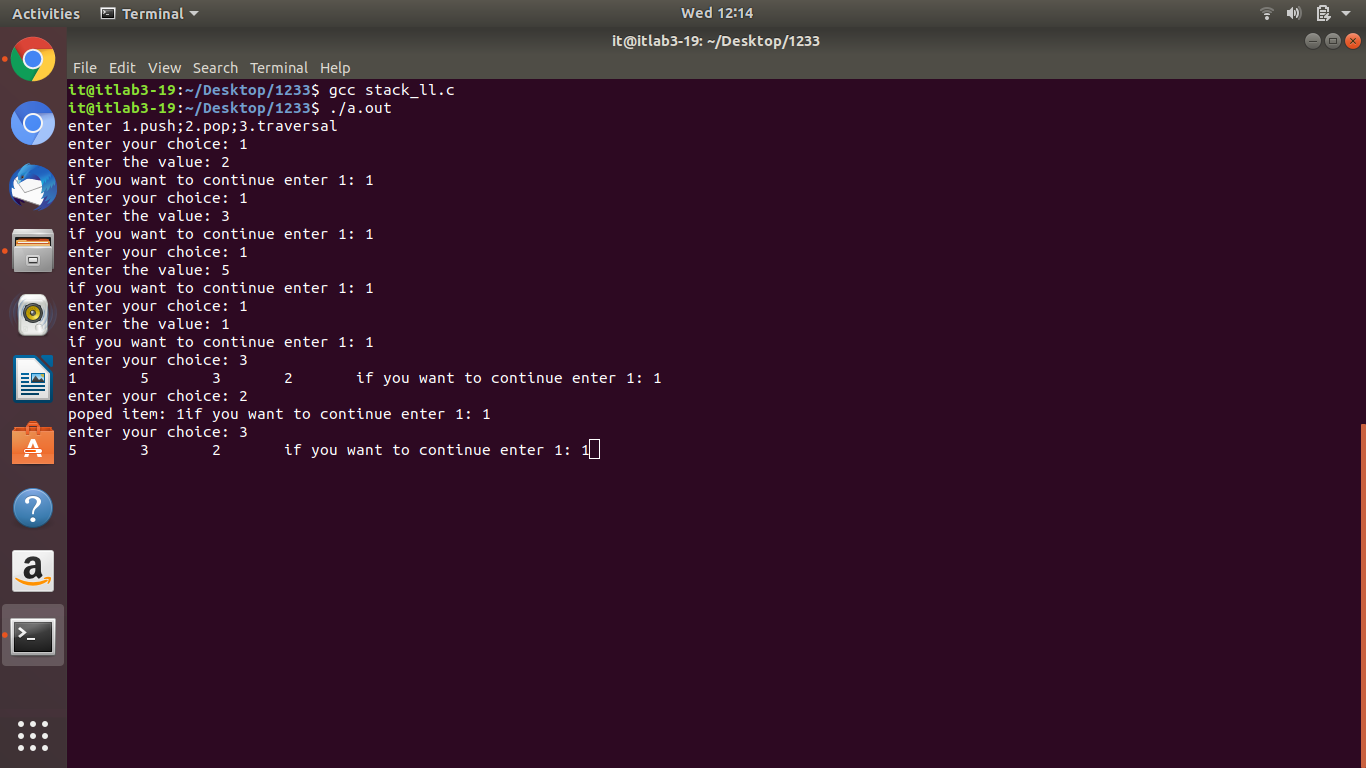 Activities Terminal Wed 12:14
it@itlab3-19: ~/Desktop/1233
File Edit View Search Terminal Help
it@itlab3-19:~/Desktop/1233$ gcc stack_ll.c
it@itlab3-19:~/Desktop/1233$ ./a.out
enter 1.push;2.pop;3.traversal
enter your choice: 1
enter the value: 2
if you want to continue enter 1: 1
enter your choice: 1
enter the value: 3
if you want to continue enter 1: 1
enter your choice: 1
enter the value: 5
if you want to continue enter 1: 1
enter your choice: 1
enter the value: 1
if you want to continue enter 1: 1
enter your choice: 3
1 5 3 2 if you want to continue enter 1: 1
enter your choice: 2
poped item: 1if you want to continue enter 1: 1
enter your choice: 3
5 3 2 if you want to continue enter 1: 1